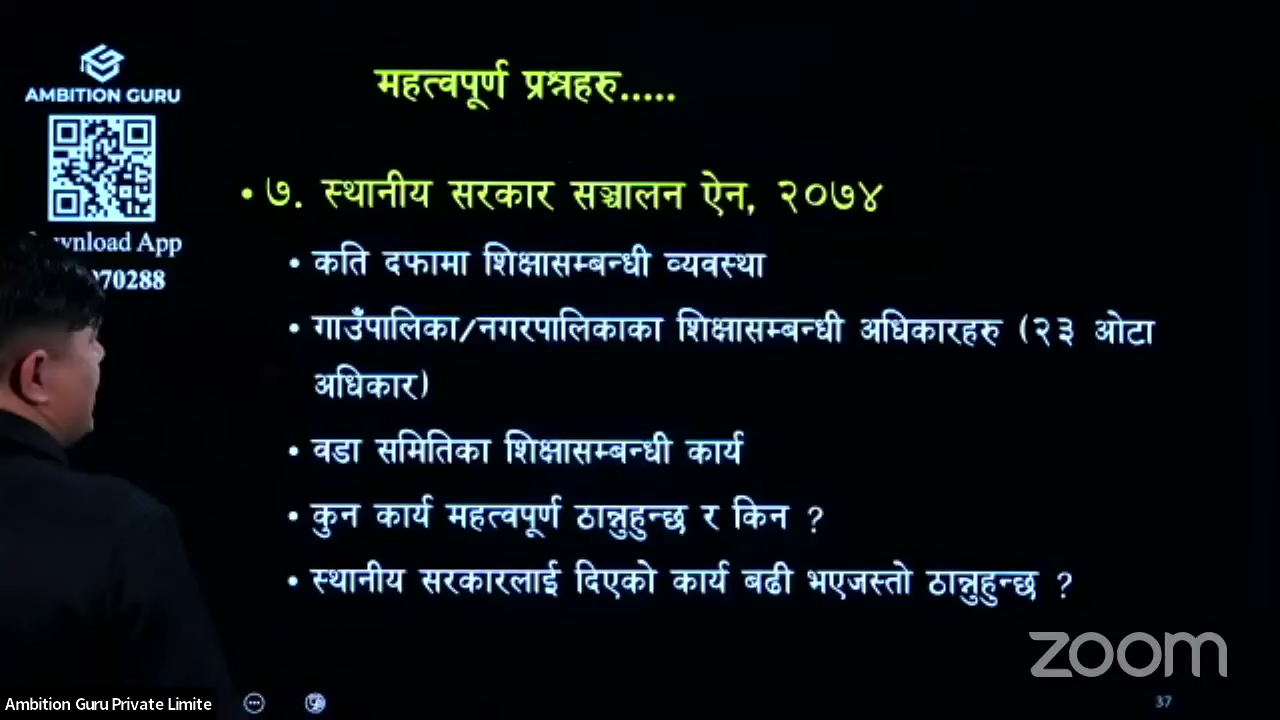 AMBITION GURU
महत्वपूर्ण प्रश्नहरु.....
• ७. स्थानीय सरकार सञ्चालन ऐन, २०७४
• कति दफामा शिक्षासम्बन्धी व्यवस्था
• गाउँपालिका/नगरपालिकाका शिक्षासम्बन्धी अधिकारहरु (२३ ओटा
अधिकार)
• वडा समितिका शिक्षासम्बन्धी कार्य
• कुन कार्य महत्वपूर्ण ठान्नुहुन्छ र किन ?
• स्थानीय सरकारलाई दिएको कार्य बढी भएजस्तो ठान्नुहुन्छ ?
App
70288
zoom
Ambition Guru Private Limite
37